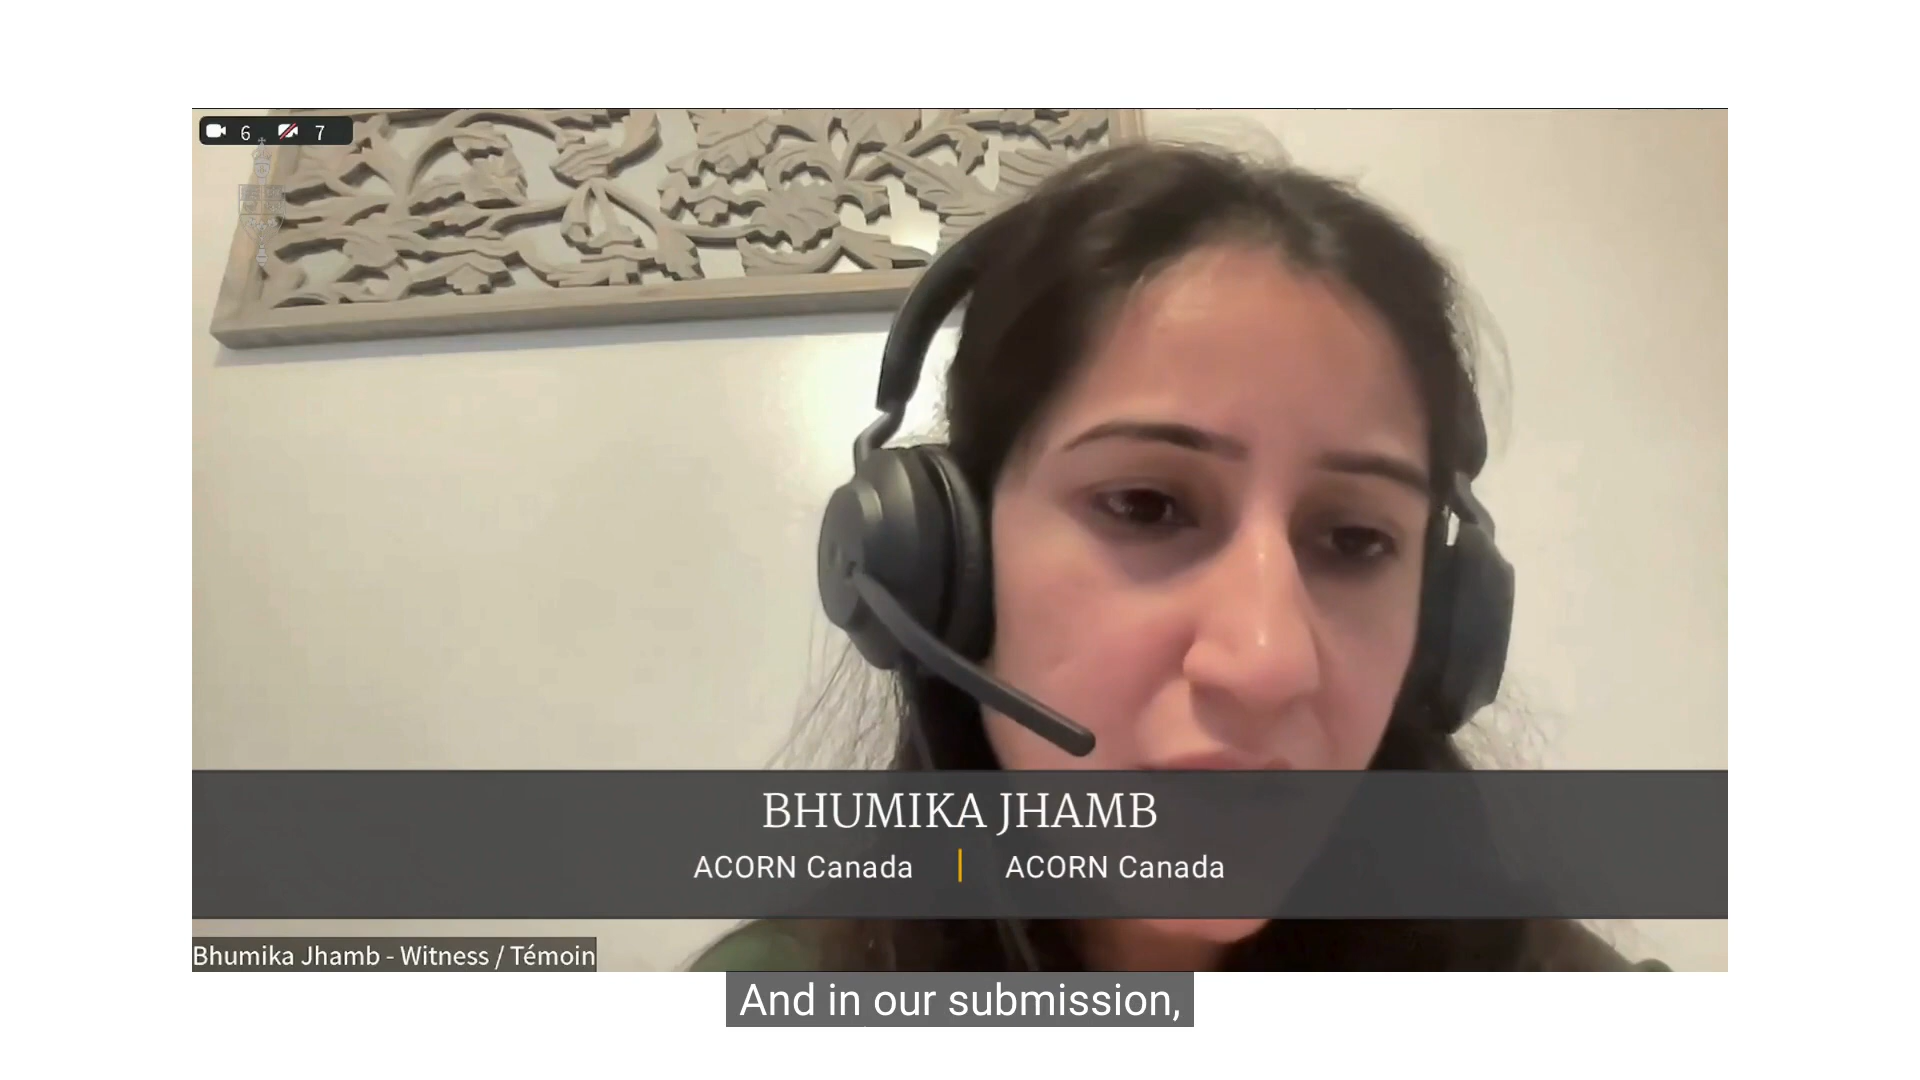 6 7
BHUMIKA JHAMB
ACORN Canada | ACORN Canada
Bhumika Jhamb - Witness / Témoin
And in our submission,